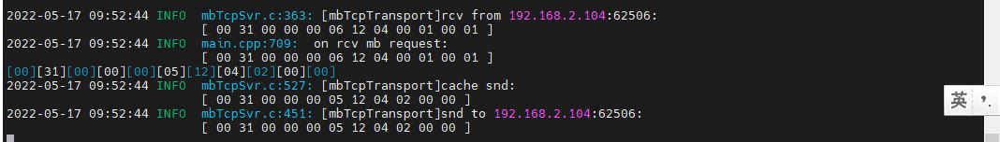 2022-05-17 09:52:44 INFO  mbTcpSvr.c:363: [mbTcpTransport]rcv from 192.168.2.104:62506:
[ 00 31 00 00 00 06 12 04 00 01 00 01 ]
2022-05-17 09:52:44 INFO  main.cpp:709:  on rcv mb request:
[ 00 31 00 00 00 06 12 04 00 01 00 01 ]
[00][31][00][00][00][05][12][04][02][00][00]
2022-05-17 09:52:44 INFO  mbTcpSvr.c:527: [mbTcpTransport]cache snd:
[ 00 31 00 00 00 05 12 04 02 00 00 ]
2022-05-17 09:52:44 INFO  mbTcpSvr.c:451: [mbTcpTransport]snd to 192.168.2.104:62506:
[ 00 31 00 00 00 05 12 04 02 00 00 ]
英 ’.